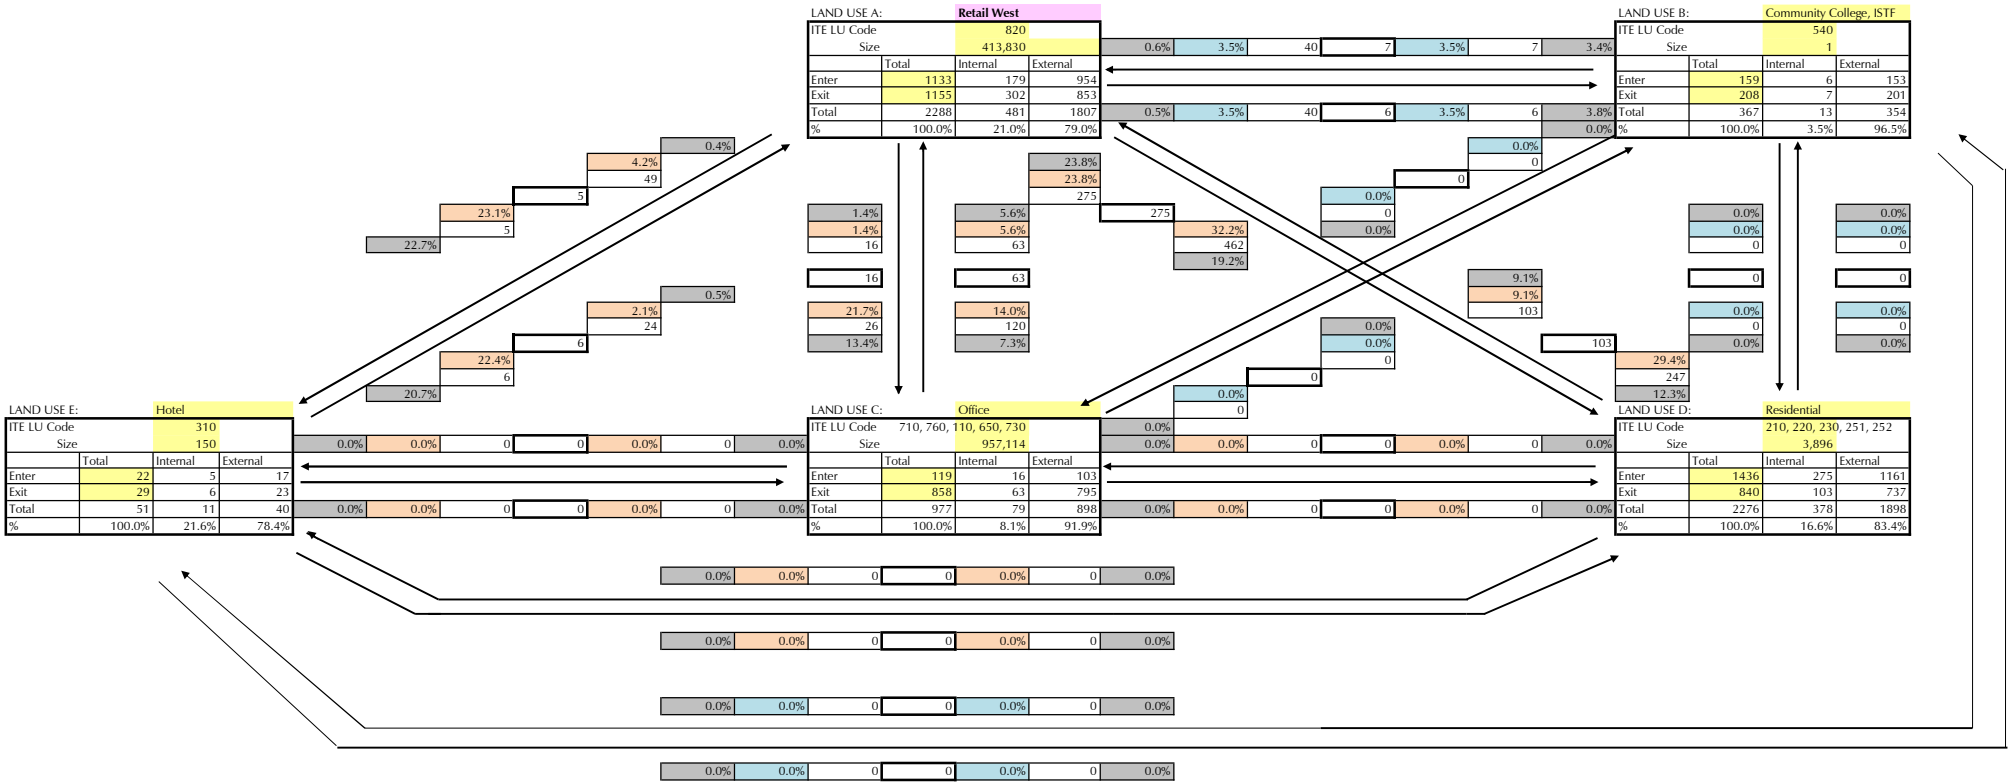 LAND USE A: Retail West LAND USE B: Community College, ISTF
ITE LU Code 820 ITE LU Code 540
Size 413,830 0.6% 3.5% 40 7 3.5% 7 3.4% Size 1
Total Internal External Total Internal External
Enter 1133 179 954 Enter 159 6 153
Exit 1155 302 853 Exit 208 7 201
Total 2288 481 1807 0.5% 3.5% 40 6 3.5% 6 3.8% Total 367 13 354
% 100.0% 21.0% 79.0% 0.0% % 100.0% 3.5% 96.5%
0.4% 0.0%
4.2% 23.8% 0
49 23.8% 0
5 275 0.0%
23.1% 1.4% 5.6% 275 0 0.0% 0.0%
5 1.4% 5.6% 32.2% 0.0% 0.0% 0.0%
22.7% 16 63 462 0 0
19.2%
16 63 9.1% 0 0
0.5% 9.1%
2.1% 21.7% 14.0% 103 0.0% 0.0%
24 26 120 0.0% 0 0
6 13.4% 7.3% 0.0% 103 0.0% 0.0%
22.4% 0 29.4%
6 0 247
20.7% 0.0% 12.3%
LAND USE E: Hotel LAND USE C: Office 0 LAND USE D: Residential
ITE LU Code 310 ITE LU Code 710, 760, 110, 650, 730 0.0% ITE LU Code 210, 220, 230, 251, 252
Size 150 0.0% 0.0% 0 0 0.0% 0 0.0% Size 957,114 0.0% 0.0% 0 0 0.0% 0 0.0% Size 3,896
Total Internal External Total Internal External Total Internal External
Enter 22 5 17 Enter 119 16 103 Enter 1436 275 1161
Exit 29 6 23 Exit 858 63 795 Exit 840 103 737
Total 51 11 40 0.0% 0.0% 0 0 0.0% 0 0.0% Total 977 79 898 0.0% 0.0% 0 0 0.0% 0 0.0% Total 2276 378 1898
% 100.0% 21.6% 78.4% % 100.0% 8.1% 91.9% % 100.0% 16.6% 83.4%
0.0% 0.0% 0 0 0.0% 0 0.0%
0.0% 0.0% 0 0 0.0% 0 0.0%
0.0% 0.0% 0 0 0.0% 0 0.0%
0.0% 0.0% 0 0 0.0% 0 0.0%